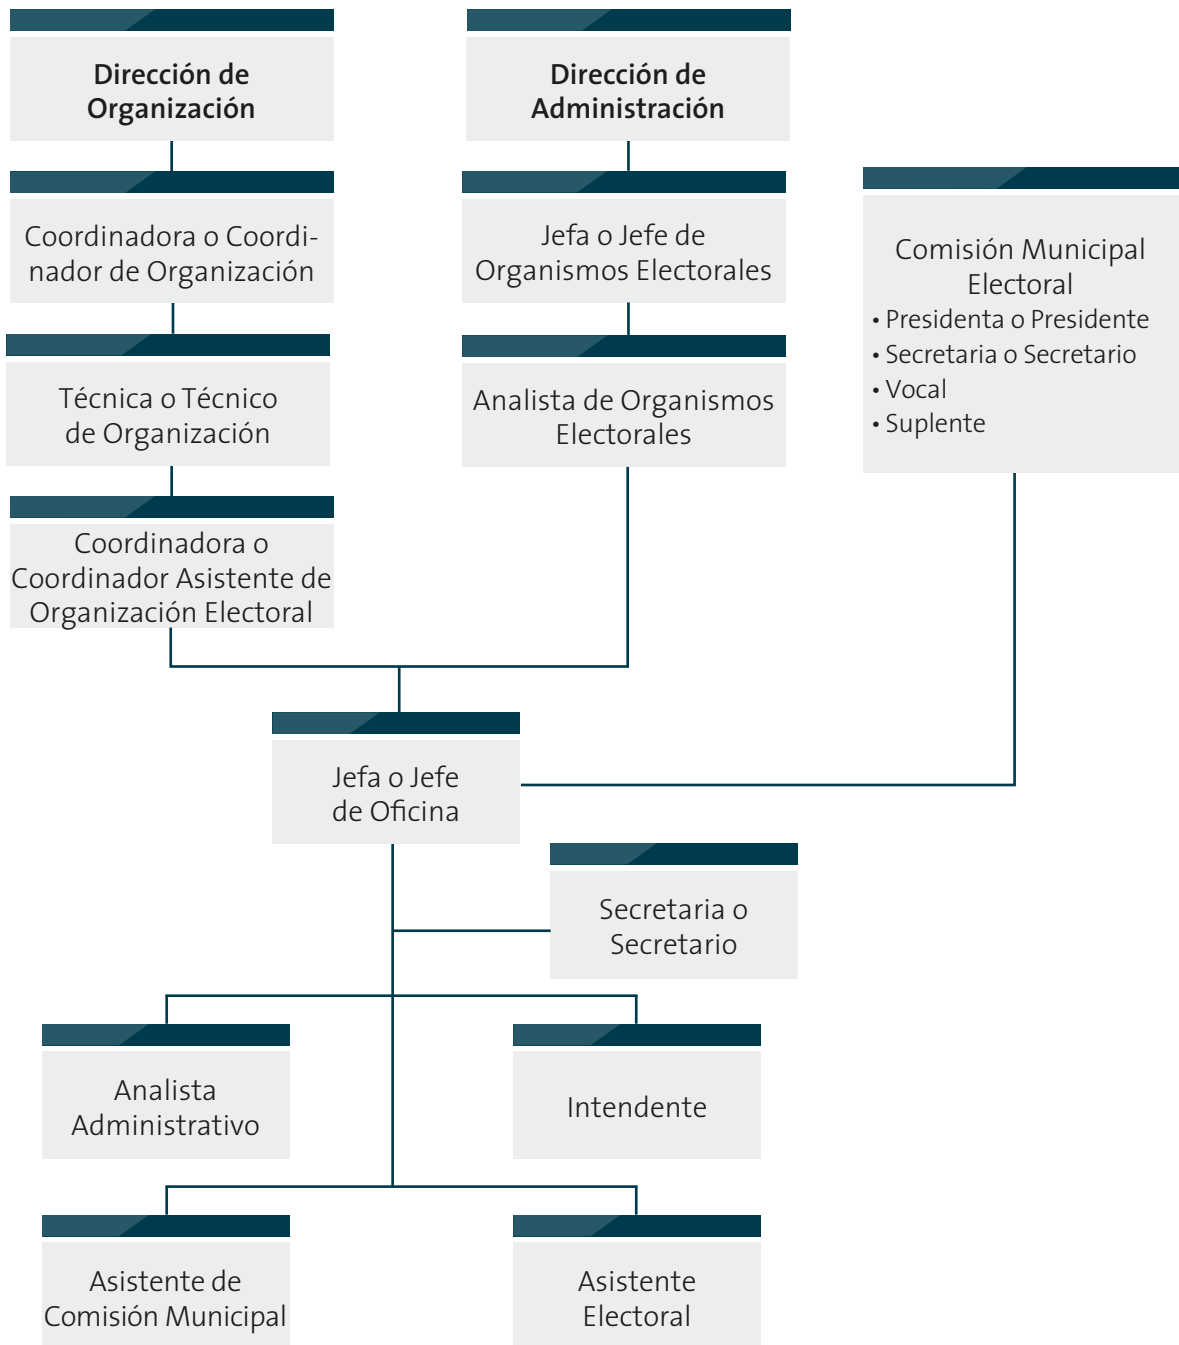 Dirección de
Organización
Dirección de
Administración
Coordinadora o Coordi-
nador de Organización
Jefa o Jefe de
Organismos Electorales
Comisión Municipal
Electoral
• Presidenta o Presidente
• Secretaria o Secretario
• Vocal
• Suplente
Técnica o Técnico
de Organización
Analista de Organismos
Electorales
Coordinadora o
Coordinador Asistente de
Organización Electoral
Jefa o Jefe
de Oficina
Secretaria o
Secretario
Analista
Administrativo
Intendente
Asistente de
Comisión Municipal
Asistente
Electoral